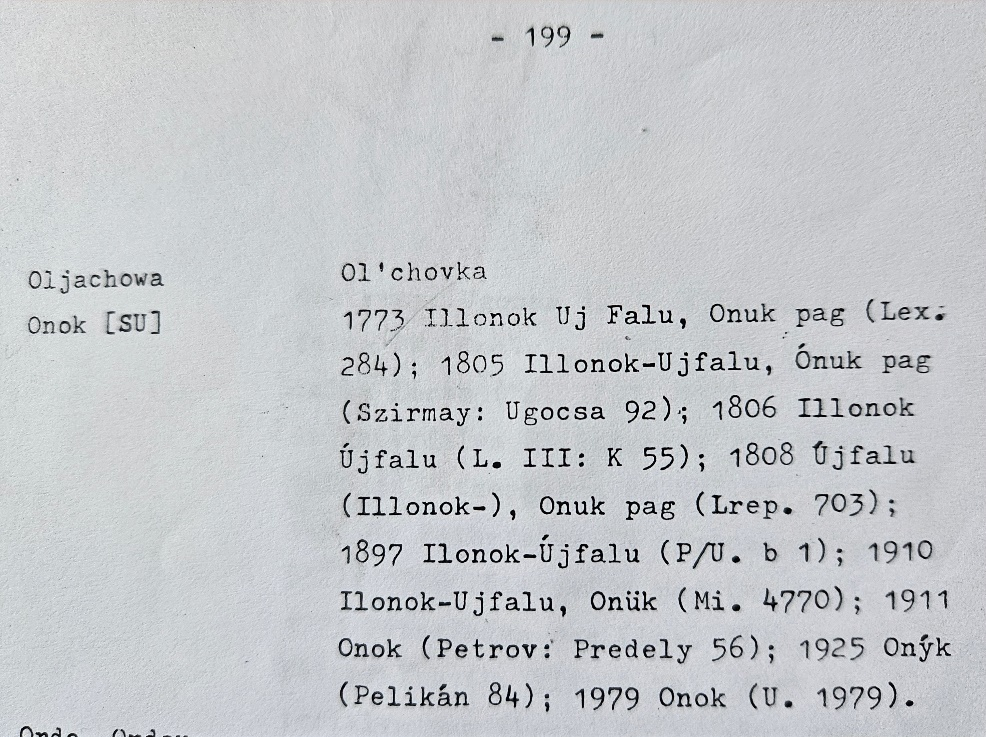 - 199 -
Oljachowa Ol'chovka
Onok [SU] 1773 Illonok Uj Falu, Onuk pag (Lex.
284); 1805 Illonok-Ujfalu, Ónuk pag
(Szirmay: Ugocsa 92); 1806 Illonok
Újfalu (L. III: K 55); 1808 Újfalu
(Illonok-), Onuk pag (Lrep. 703);
1897 Ilonok-Újfalu (P/U. b 1); 1910
Ilonok-Ujfalu, Onük (Mi. 4770); 1911
Onok (Petrov: Predely 56); 1925 Onýk
(Pelikán 84); 1979 Onok (U. 1979).